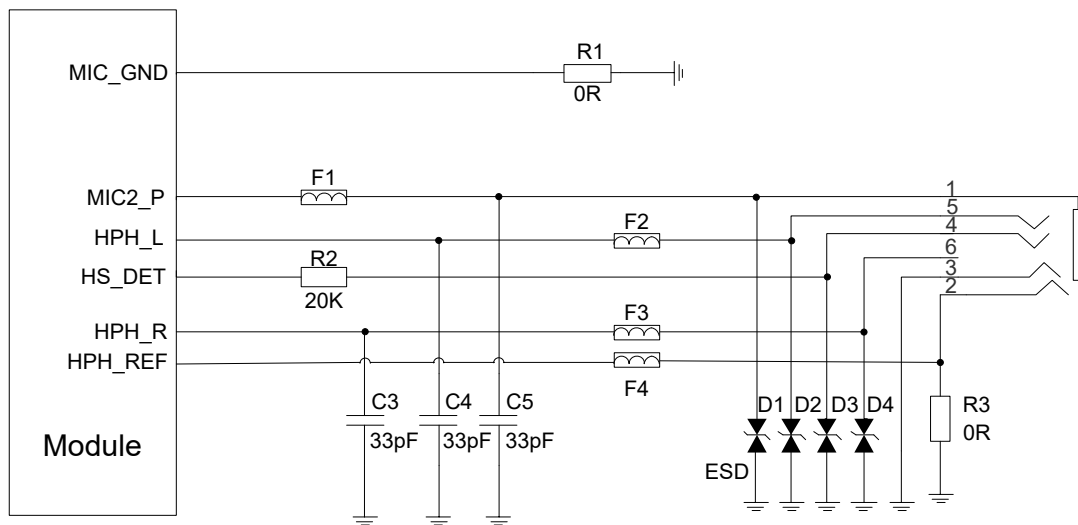 R1
MIC_GND
0R
F1
MIC2_P
1
5
F2
HPH_L
4
R2
6
HS_DET
3
20K
2
F3
HPH_R
HPH_REF
F4
C3 C4 C5
D1 D2 D3 D4
R3
33pF 33pF 33pF
0R
Module
ESD